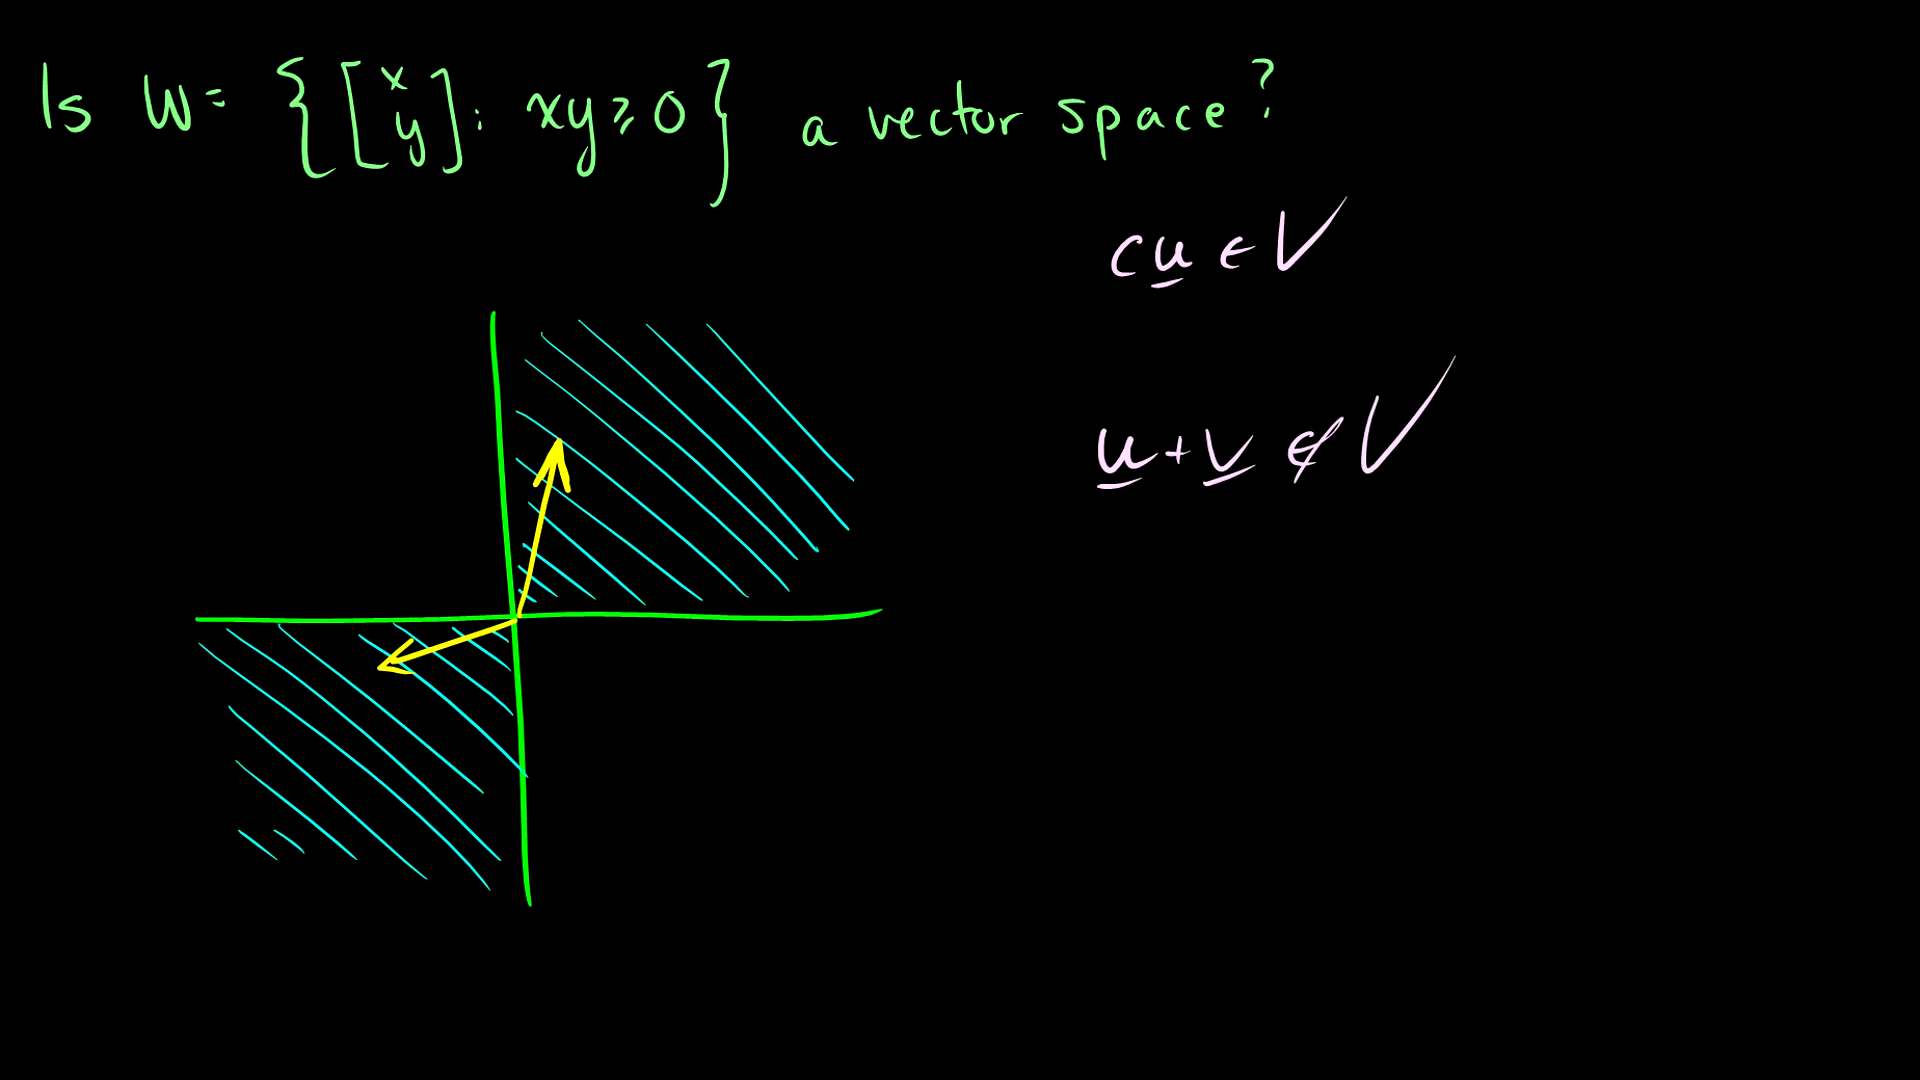 Is W = { [x y] : xy ≥ 0 } a vector space?
cu ∈ V
u + v ∉ V